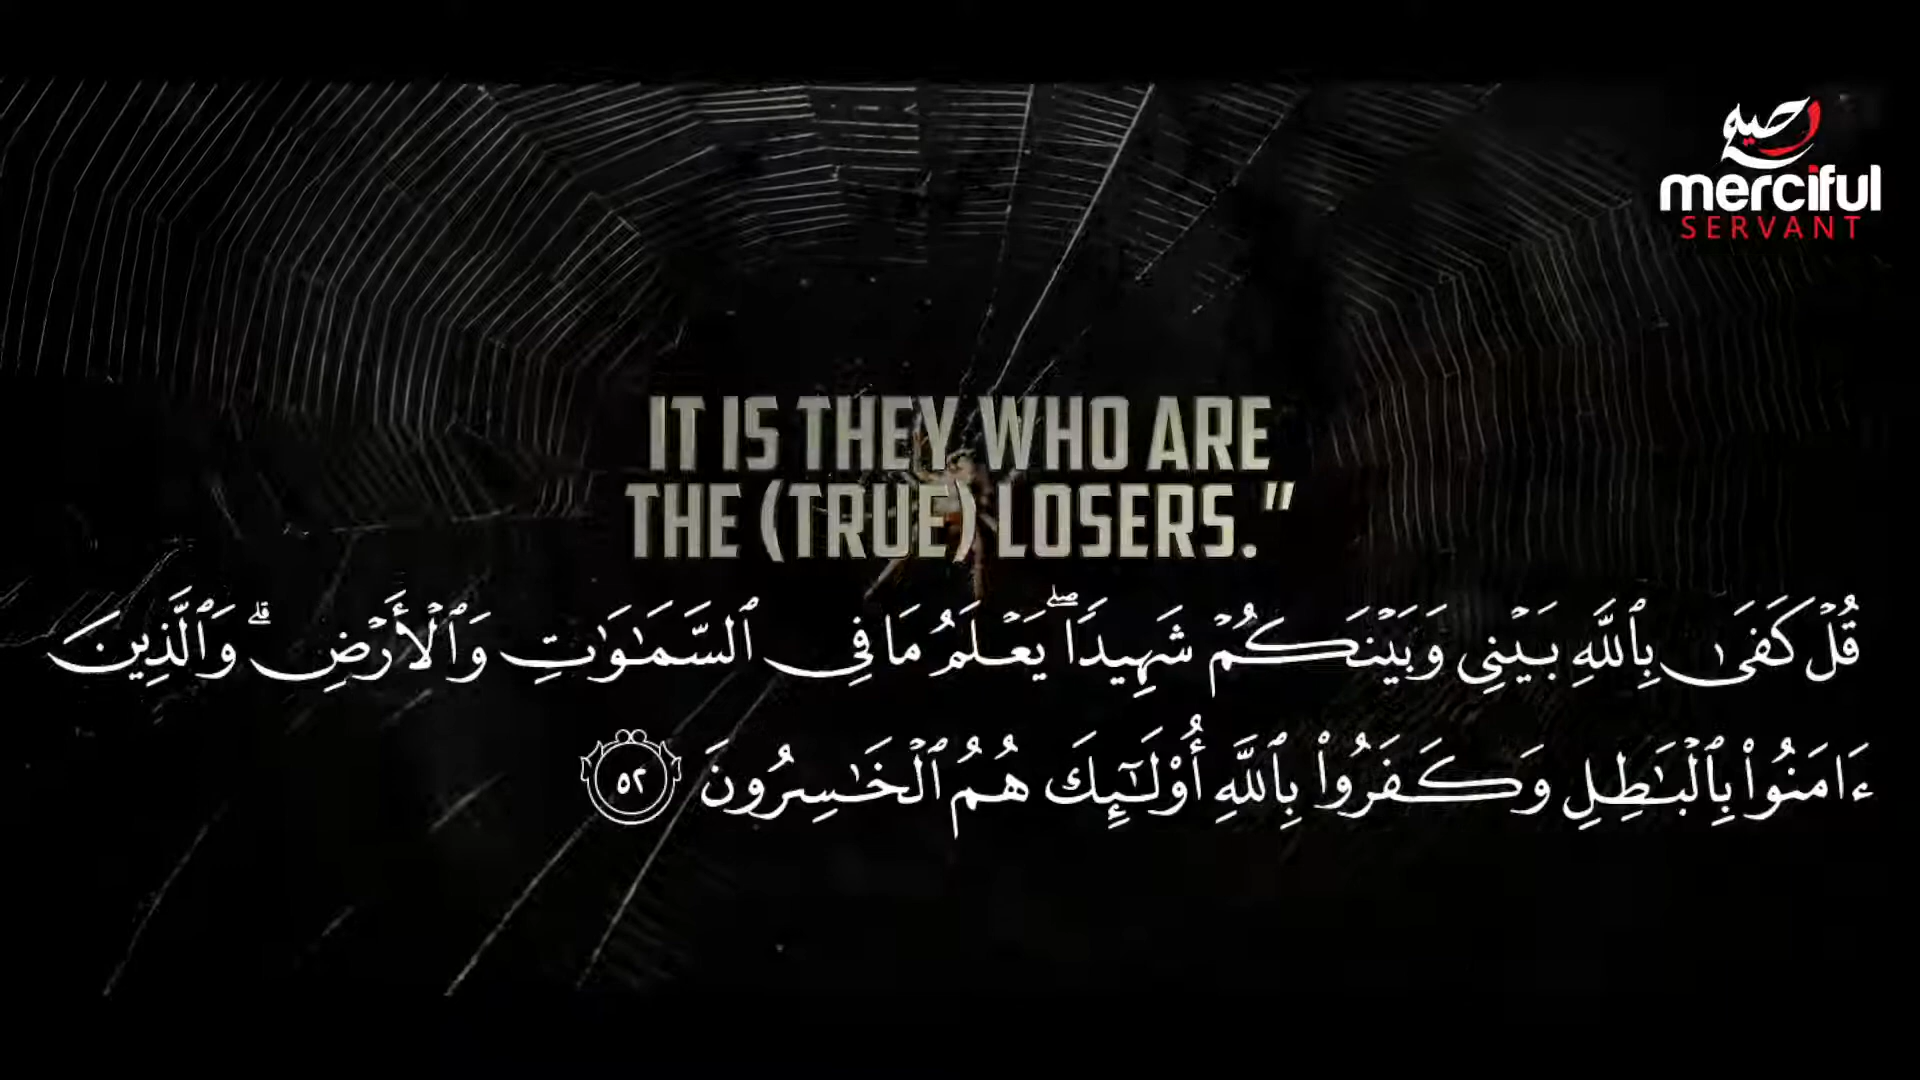 رحيم
merciful
SERVANT
IT IS THEY WHO ARE
THE (TRUE) LOSERS."
قُلْ كَفَىٰ بِٱللَّهِ بَيْنِى وَبَيْنَكُمْ شَهِيدًا ۖ يَعْلَمُ مَا فِى ٱلسَّمَـٰوَٰتِ وَٱلْأَرْضِ ۗ وَٱلَّذِينَ
ءَامَنُوا۟ بِٱلْبَـٰطِلِ وَكَفَرُوا۟ بِٱللَّهِ أُو۟لَـٰٓئِكَ هُمُ ٱلْخَـٰسِرُونَ ٥٢